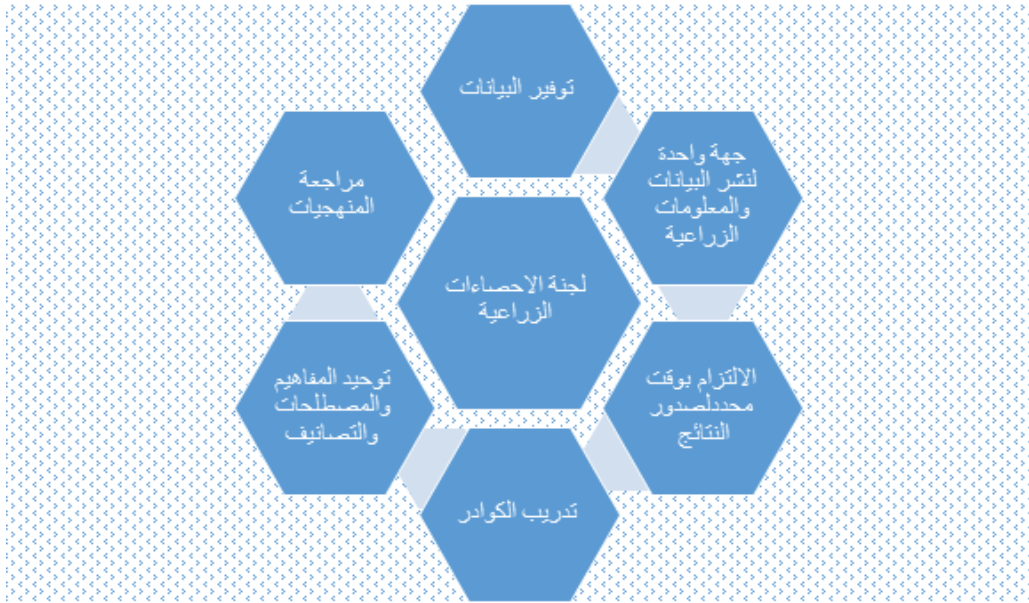 توفير البيانات
جهة واحدة
لنشر البيانات
والمعلومات
الزراعية
مراجعة
المنهجيات
لجنة الاحصاءات
الزراعية
الالتزام بوقت
محددلصدور
النتائج
توحيد المفاهيم
والمصطلحات
والتصانيف
تدريب الكوادر